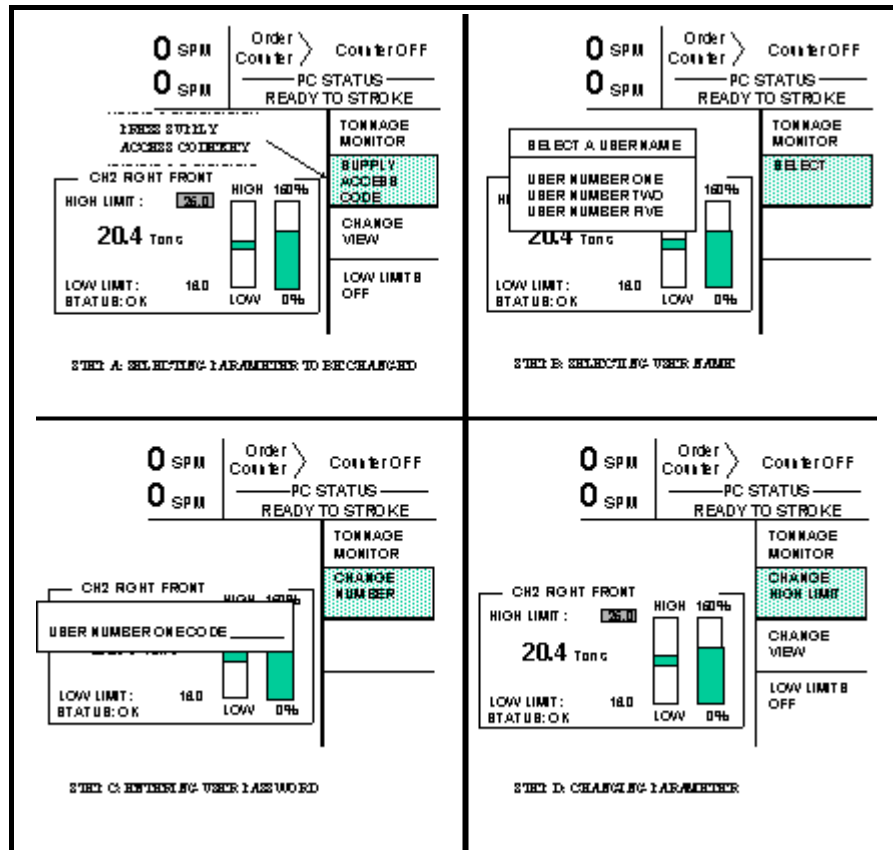 0 SPM
Order
Counter
Counter OFF
0 SPM
PC STATUS
READY TO STROKE
PRESS SUPPLY
ACCESS CODE KEY
TONNAGE
MONITOR
SUPPLY
ACCESS
CODE
CHANGE
VIEW
LOW LIMITS
OFF
CH2 RIGHT FRONT
HIGH LIMIT : 26.0
HIGH 160%
20.4 Tons
LOW LIMIT : 16.0
STATUS: OK
LOW 0%
STEP A: SELECTING PARAMETER TO BE CHANGED
0 SPM
Order
Counter
Counter OFF
0 SPM
PC STATUS
READY TO STROKE
TONNAGE
MONITOR
SELECT
SELECT A USER NAME
USER NUMBER ONE
USER NUMBER TWO
USER NUMBER FIVE
160%
20.4 Tons
LOW LIMIT : 16.0
STATUS: OK
LOW 0%
STEP B: SELECTING USER NAME
0 SPM
Order
Counter
Counter OFF
0 SPM
PC STATUS
READY TO STROKE
TONNAGE
MONITOR
CHANGE
NUMBER
CH2 RIGHT FRONT
HIGH 160%
USER NUMBER ONE CODE
LOW LIMIT : 16.0
STATUS: OK
LOW 0%
STEP C: ENTERING USER PASSWORD
0 SPM
Order
Counter
Counter OFF
0 SPM
PC STATUS
READY TO STROKE
TONNAGE
MONITOR
CHANGE
HIGH LIMIT
CHANGE
VIEW
LOW LIMITS
OFF
CH2 RIGHT FRONT
HIGH LIMIT : 26.0
HIGH 160%
20.4 Tons
LOW LIMIT : 16.0
STATUS: OK
LOW 0%
STEP D: CHANGING PARAMETER